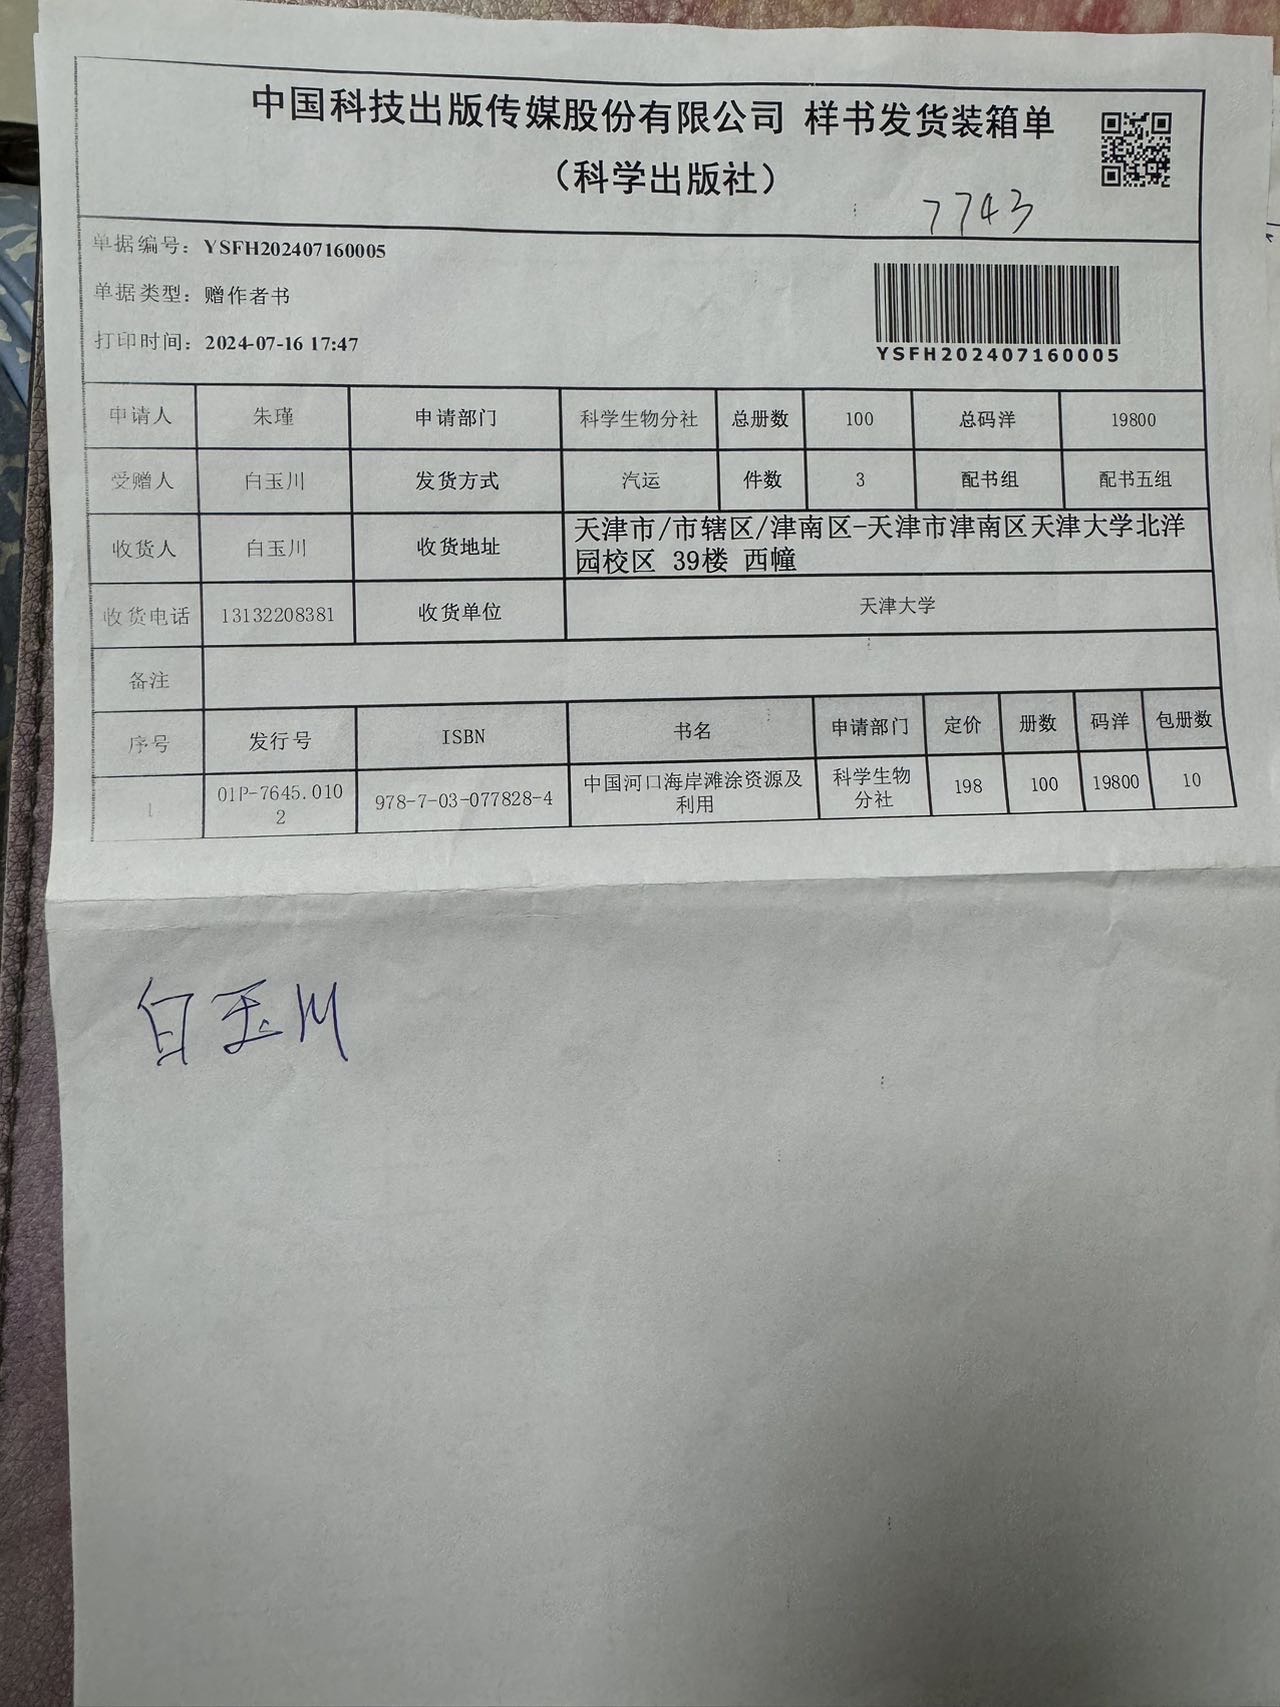 中国科技出版传媒股份有限公司 样书发货装箱单
（科学出版社）
7743
单据编号：YSFH202407160005
单据类型：赠作者书
打印时间：2024-07-16 17:47
YSFH202407160005
申请人 朱瑾 申请部门 科学生物分社 总册数 100 总码洋 19800
受赠人 白玉川 发货方式 汽运 件数 3 配书组 配书五组
收货人 白玉川 收货地址 天津市/市辖区/津南区-天津市津南区天津大学北洋
园校区 39楼 西幢
收货电话 13132208381 收货单位 天津大学
备注
序号 发行号 ISBN 书名 申请部门 定价 册数 码洋 包册数
1 01P-7645.010 978-7-03-077828-4 中国河口海岸滩涂资源及 科学生物 198 100 19800 10
2 利用 分社
白玉川